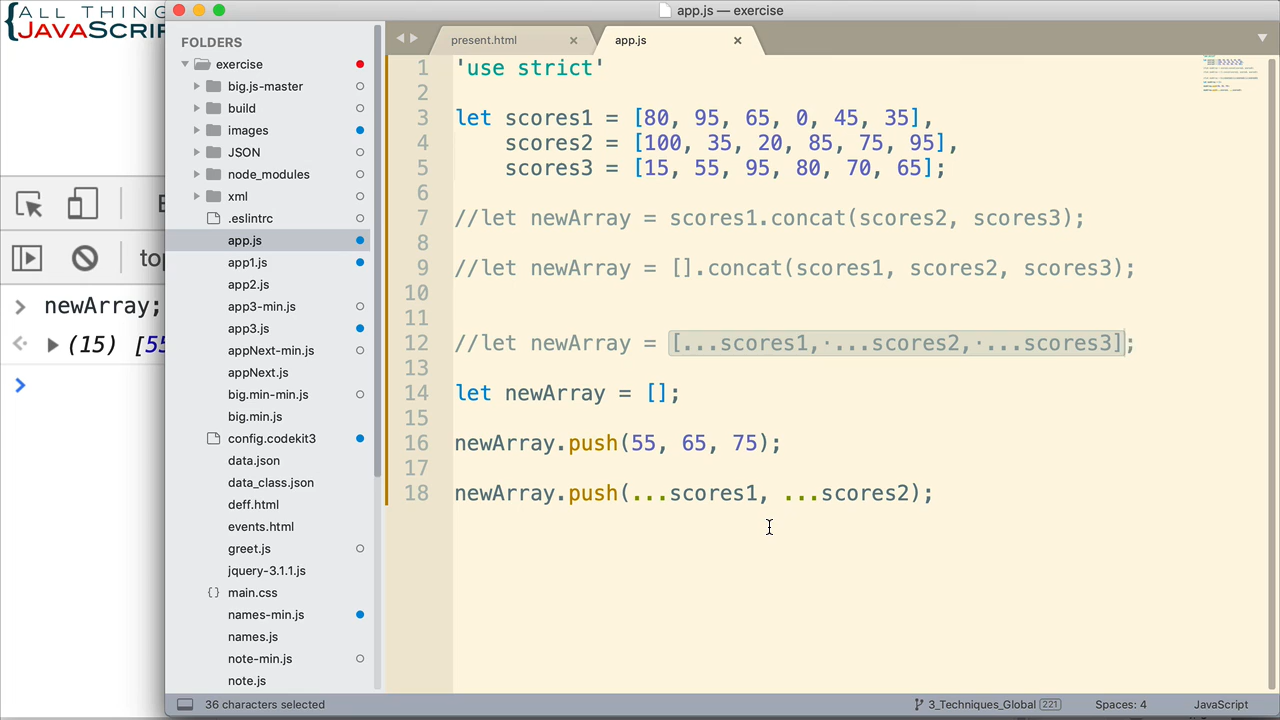 {ALL THING
JAVASCRIP
app.js — exercise
FOLDERS
exercise
big.js-master
build
images
JSON
node_modules
xml
.eslintrc
app.js
app1.js
app2.js
app3-min.js
app3.js
appNext-min.js
appNext.js
big.min-min.js
big.min.js
config.codekit3
data.json
data_class.json
deff.html
events.html
greet.js
jquery-3.1.1.js
{} main.css
names-min.js
names.js
note-min.js
note.js
present.html
app.js
1 'use strict'
2
3 let scores1 = [80, 95, 65, 0, 45, 35],
4 scores2 = [100, 35, 20, 85, 75, 95],
5 scores3 = [15, 55, 95, 80, 70, 65];
6
7 //let newArray = scores1.concat(scores2, scores3);
8
9 //let newArray = [].concat(scores1, scores2, scores3);
10
11
12 //let newArray = [...scores1,·...scores2,·...scores3];
13
14 let newArray = [];
15
16 newArray.push(55, 65, 75);
17
18 newArray.push(...scores1, ...scores2);
top
> newArray;
(15) [55
>
36 characters selected
3_Techniques_Global 221
Spaces: 4
JavaScript